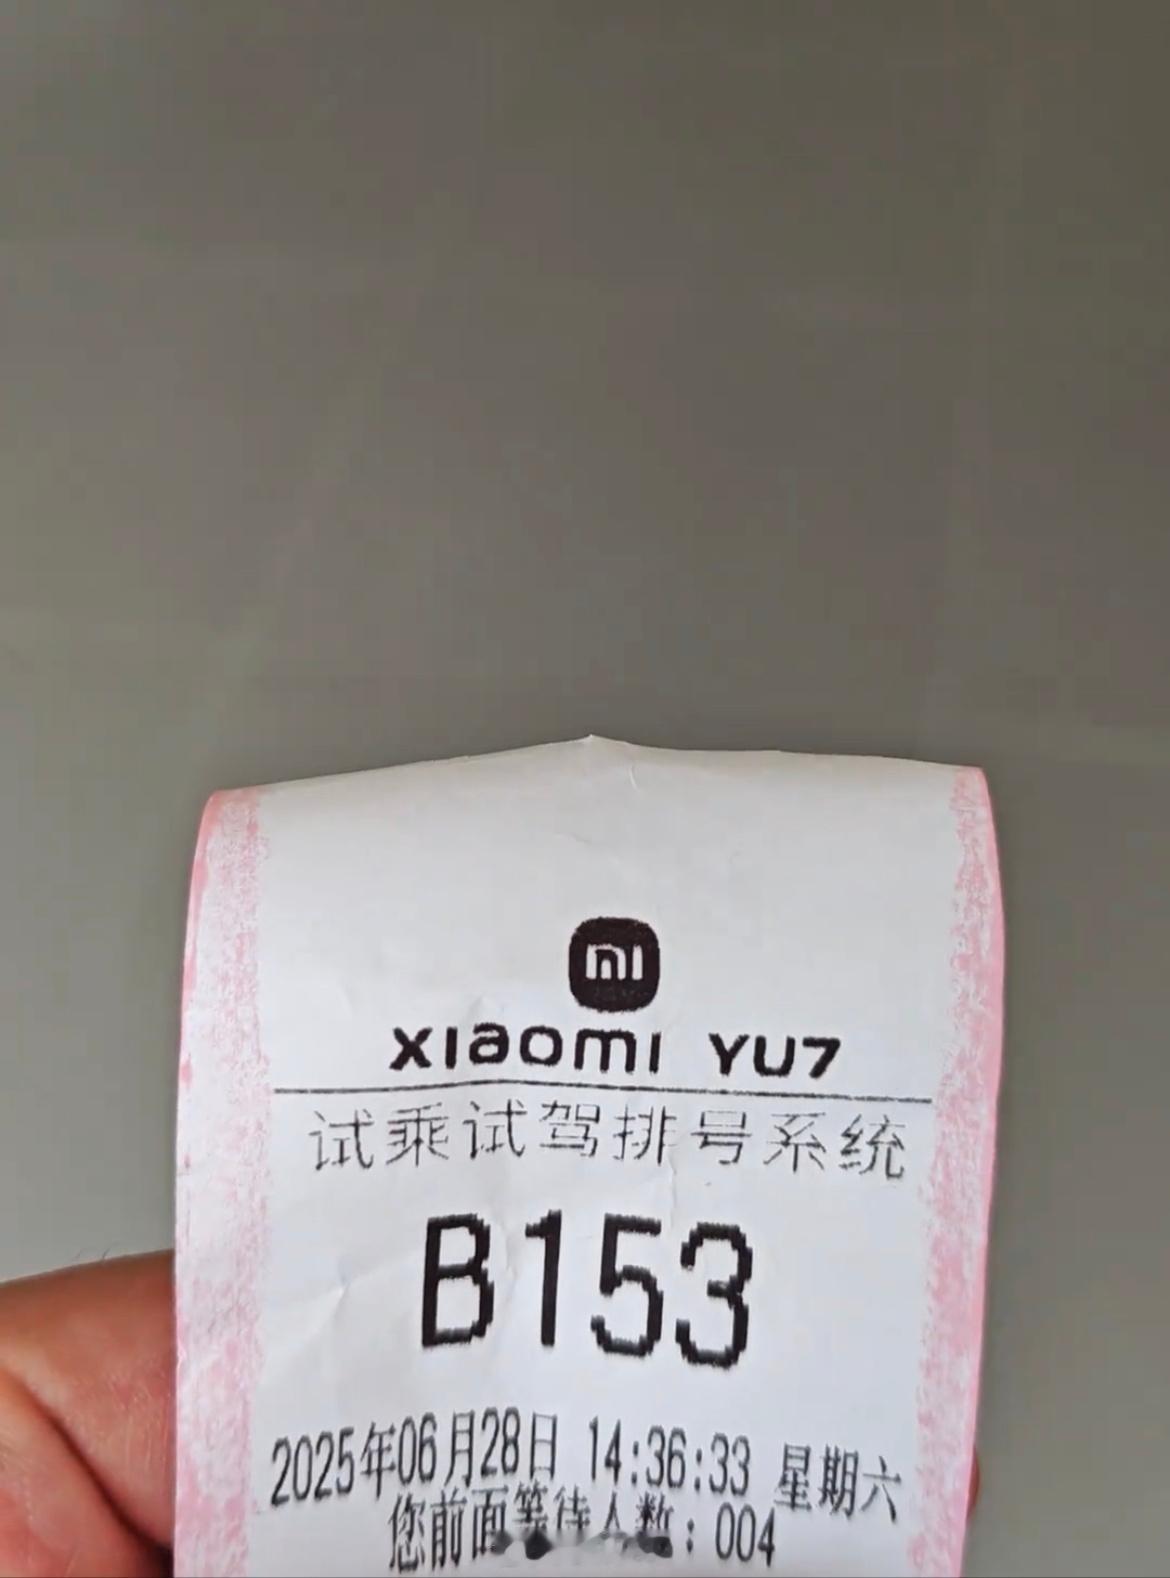 mi
xiaomi YU7
试乘试驾排号系统
B153
2025年06月28日 14:36:33 星期六
您前面等待人数：004